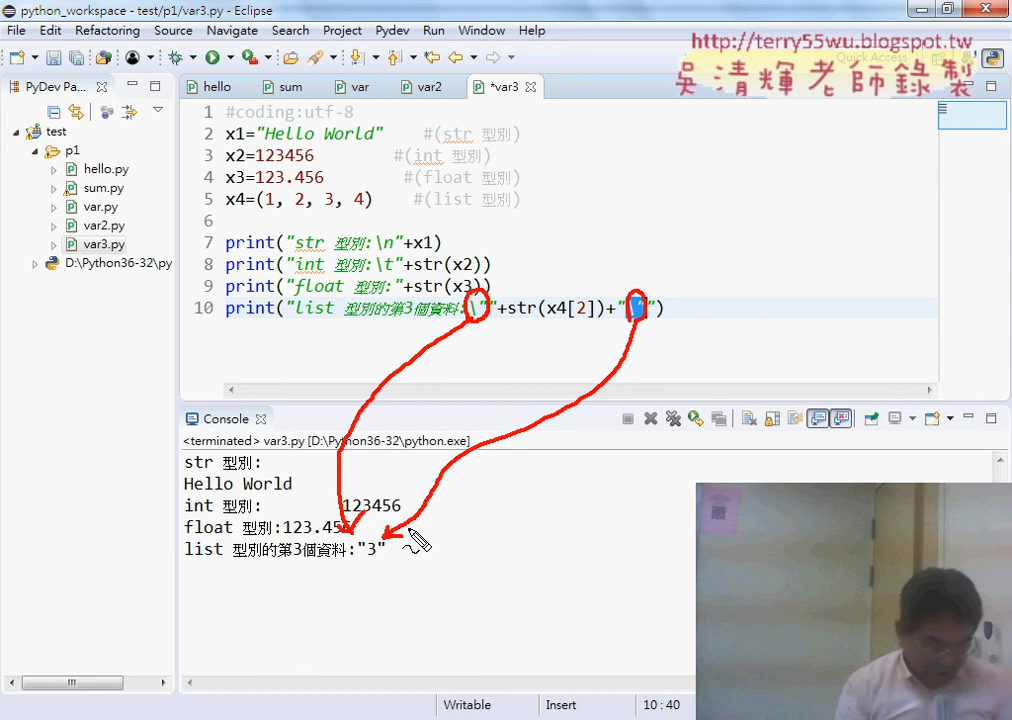 python_workspace - test/p1/var3.py - Eclipse
File Edit Refactoring Source Navigate Search Project Pydev Run Window Help
http://terry55wu.blogspot.tw
Quick Access
吳清輝老師錄製
PyDev Pa...
hello sum var var2 *var3
test
p1
hello.py
sum.py
var.py
var2.py
var3.py
D:\Python36-32\py
1 #coding:utf-8
2 x1="Hello World" #(str 型別)
3 x2=123456 #(int 型別)
4 x3=123.456 #(float 型別)
5 x4=(1, 2, 3, 4) #(list 型別)
6
7 print("str 型別:\n"+x1)
8 print("int 型別:\t"+str(x2))
9 print("float 型別:"+str(x3))
10 print("list 型別的第3個資料:\""+str(x4[2])+"\"")
Console
<terminated> var3.py [D:\Python36-32\python.exe]
str 型別:
Hello World
int 型別: 123456
float 型別:123.456
list 型別的第3個資料:"3"
Writable Insert 10:40